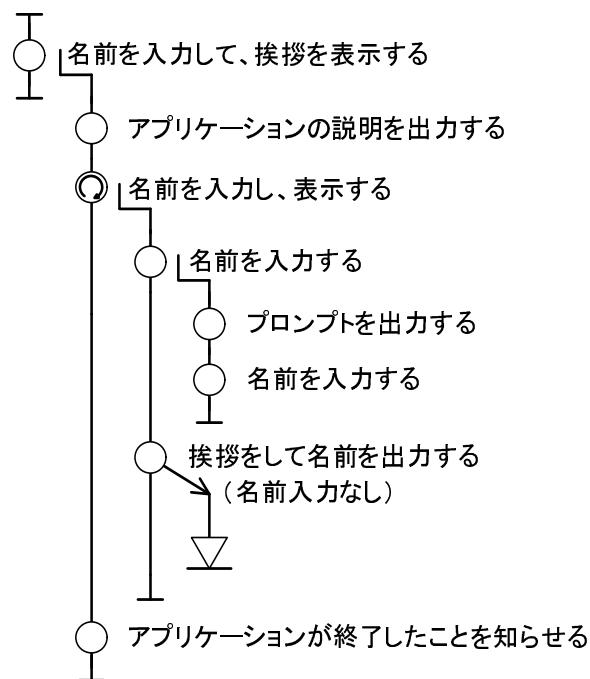 名前を入力して、挨拶を表示する
アプリケーションの説明を出力する
名前を入力し、表示する
名前を入力する
プロンプトを出力する
名前を入力する
挨拶をして名前を出力する
（名前入力なし）
アプリケーションが終了したことを知らせる